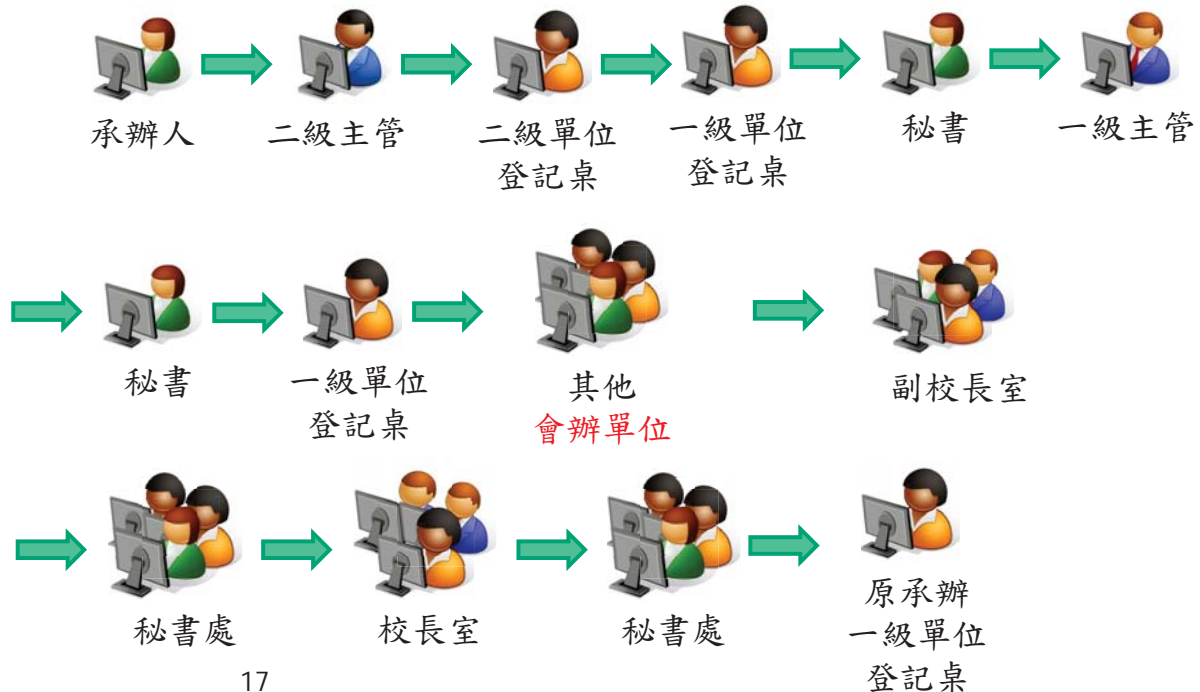 承辦人
二級主管
二級單位
登記桌
一級單位
登記桌
秘書
一級主管
秘書
一級單位
登記桌
其他
會辦單位
副校長室
秘書處
校長室
秘書處
原承辦
一級單位
登記桌
17